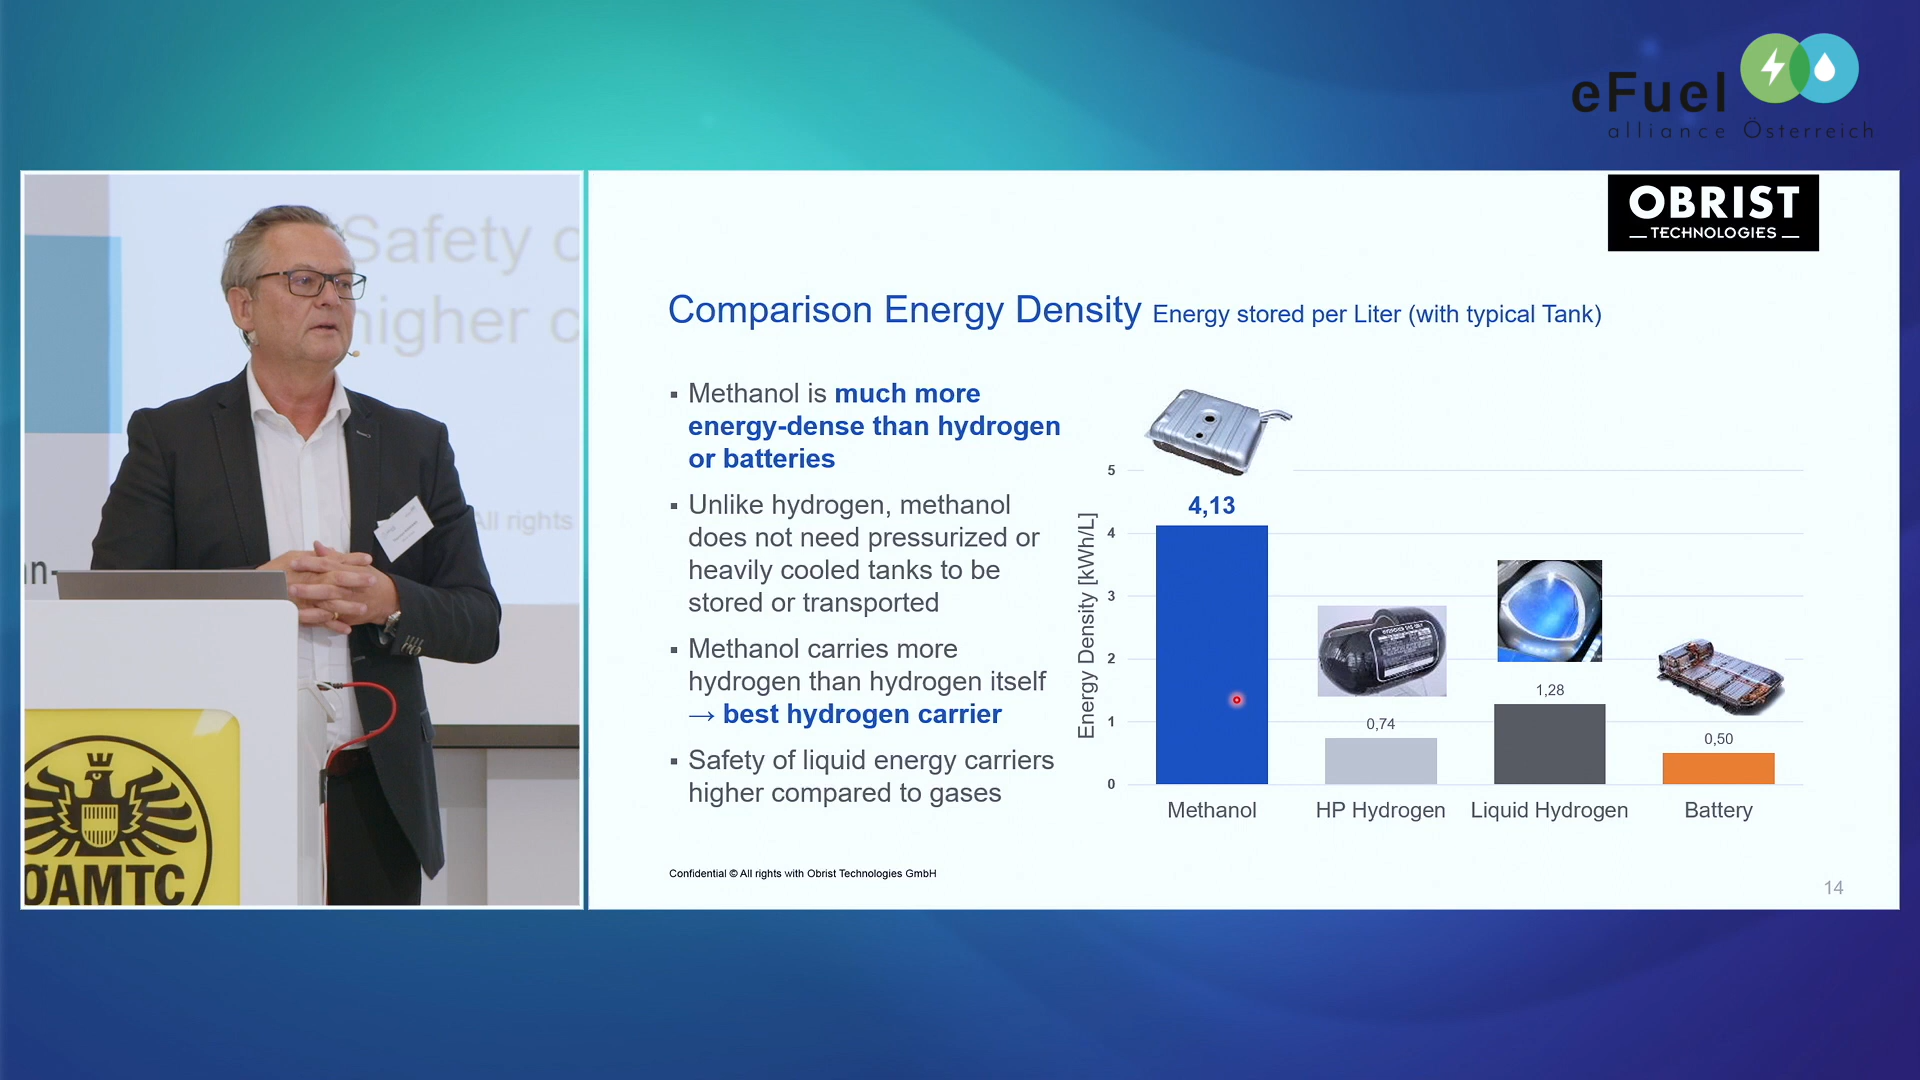 eFuel
alliance Österreich
OBRIST
TECHNOLOGIES
Safety o
higher c
All rights
n-
ÖAMTC
Comparison Energy Density Energy stored per Liter (with typical Tank)
▪ Methanol is much more
energy-dense than hydrogen
or batteries
▪ Unlike hydrogen, methanol
does not need pressurized or
heavily cooled tanks to be
stored or transported
▪ Methanol carries more
hydrogen than hydrogen itself
→ best hydrogen carrier
▪ Safety of liquid energy carriers
higher compared to gases
Energy Density [kWh/L]
5
4
3
2
1
0
4,13
0,74
1,28
0,50
Methanol
HP Hydrogen
Liquid Hydrogen
Battery
Confidential © All rights with Obrist Technologies GmbH
14